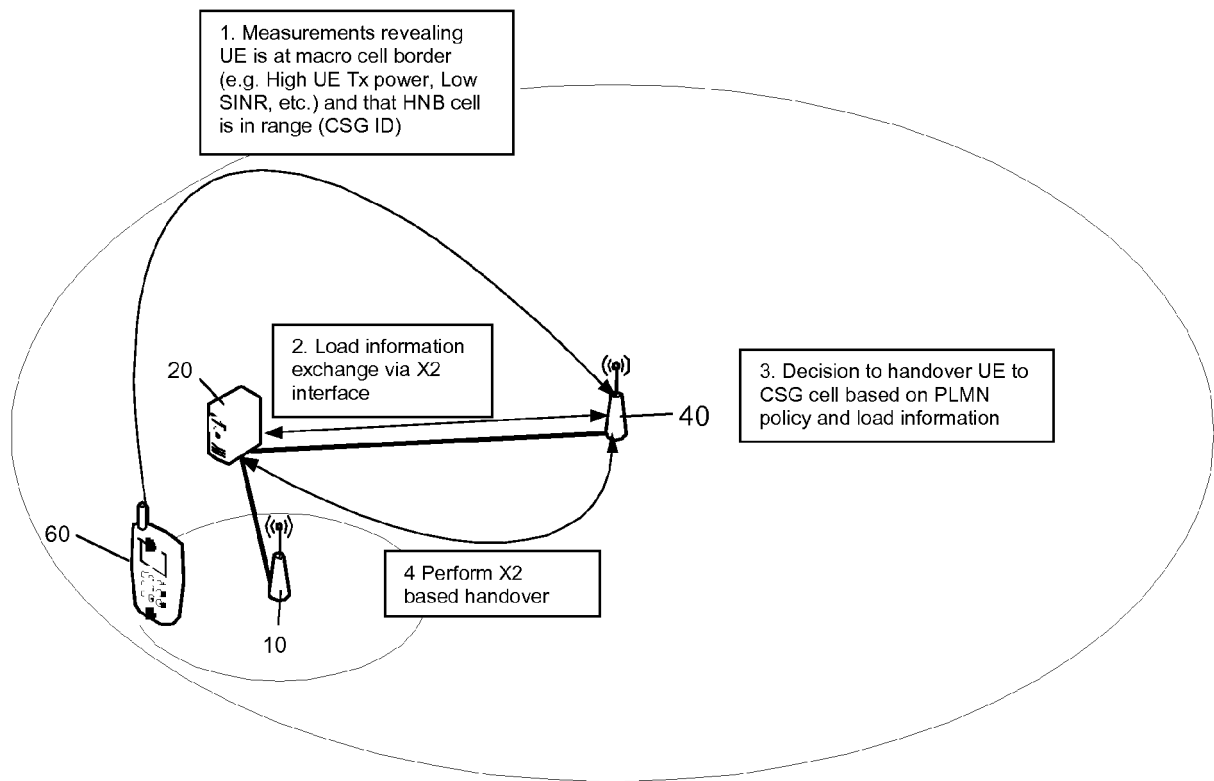 1. Measurements revealing
UE is at macro cell border
(e.g. High UE Tx power, Low
SINR, etc.) and that HNB cell
is in range (CSG ID)
20
2. Load information
exchange via X2
interface
40
3. Decision to handover UE to
CSG cell based on PLMN
policy and load information
60
10
4 Perform X2
based handover